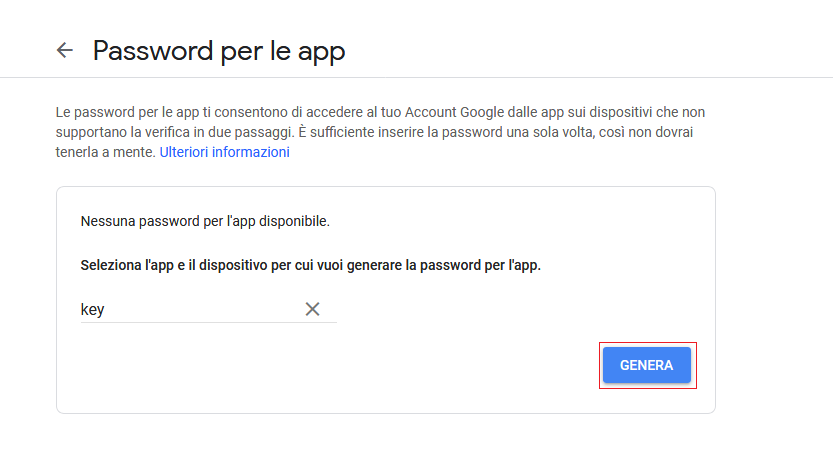 Password per le app
Le password per le app ti consentono di accedere al tuo Account Google dalle app sui dispositivi che non
supportano la verifica in due passaggi. È sufficiente inserire la password una sola volta, così non dovrai
tenerla a mente. Ulteriori informazioni
Nessuna password per l'app disponibile.
Seleziona l'app e il dispositivo per cui vuoi generare la password per l'app.
key
GENERA